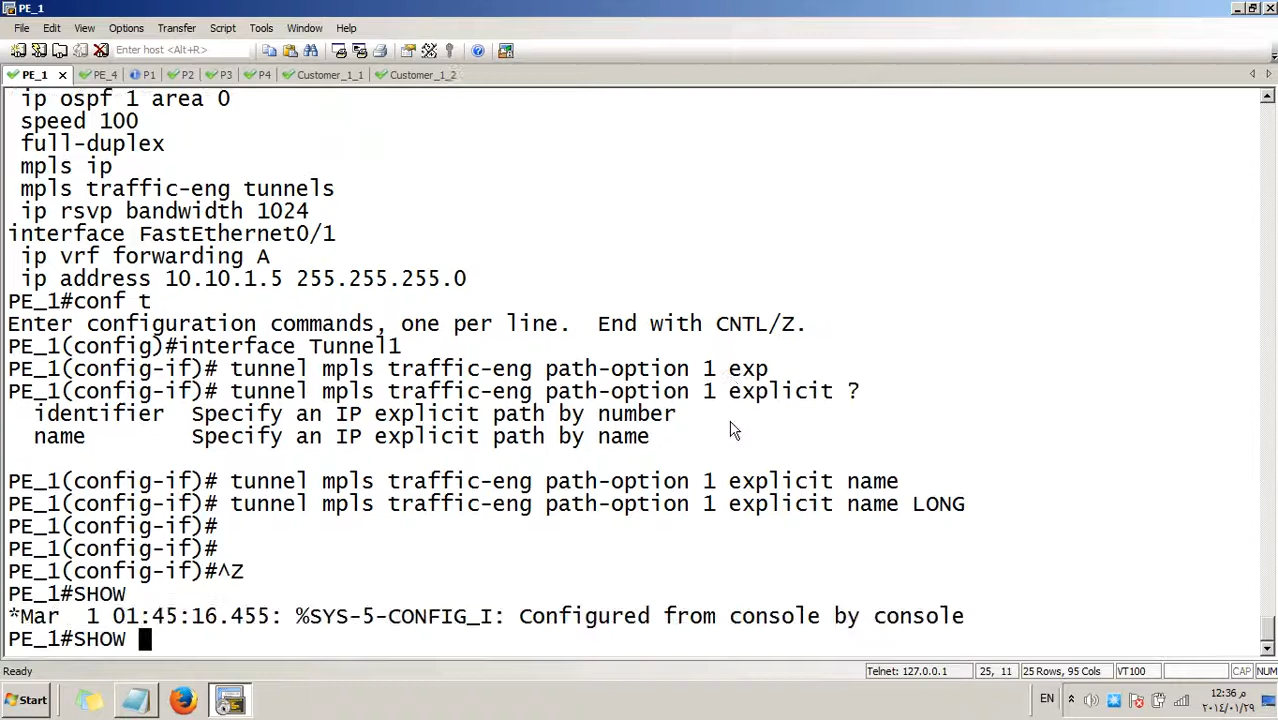 PE_1
File Edit View Options Transfer Script Tools Window Help
Enter host <Alt+R>
PE_1 PE_4 P1 P2 P3 P4 Customer_1_1 Customer_1_2
ip ospf 1 area 0
speed 100
full-duplex
mpls ip
mpls traffic-eng tunnels
ip rsvp bandwidth 1024
interface FastEthernet0/1
ip vrf forwarding A
ip address 10.10.1.5 255.255.255.0
PE_1#conf t
Enter configuration commands, one per line. End with CNTL/Z.
PE_1(config)#interface Tunnel1
PE_1(config-if)# tunnel mpls traffic-eng path-option 1 exp
PE_1(config-if)# tunnel mpls traffic-eng path-option 1 explicit ?
identifier Specify an IP explicit path by number
name Specify an IP explicit path by name
PE_1(config-if)# tunnel mpls traffic-eng path-option 1 explicit name
PE_1(config-if)# tunnel mpls traffic-eng path-option 1 explicit name LONG
PE_1(config-if)#
PE_1(config-if)#
PE_1(config-if)#^Z
PE_1#SHOW
*Mar 1 01:45:16.455: %SYS-5-CONFIG_I: Configured from console by console
PE_1#SHOW
Ready Telnet: 127.0.0.1 25, 11 25 Rows, 95 Cols VT100 CAP NUM
Start EN 12:36 م
٢٠١٤/٠١/٢٩